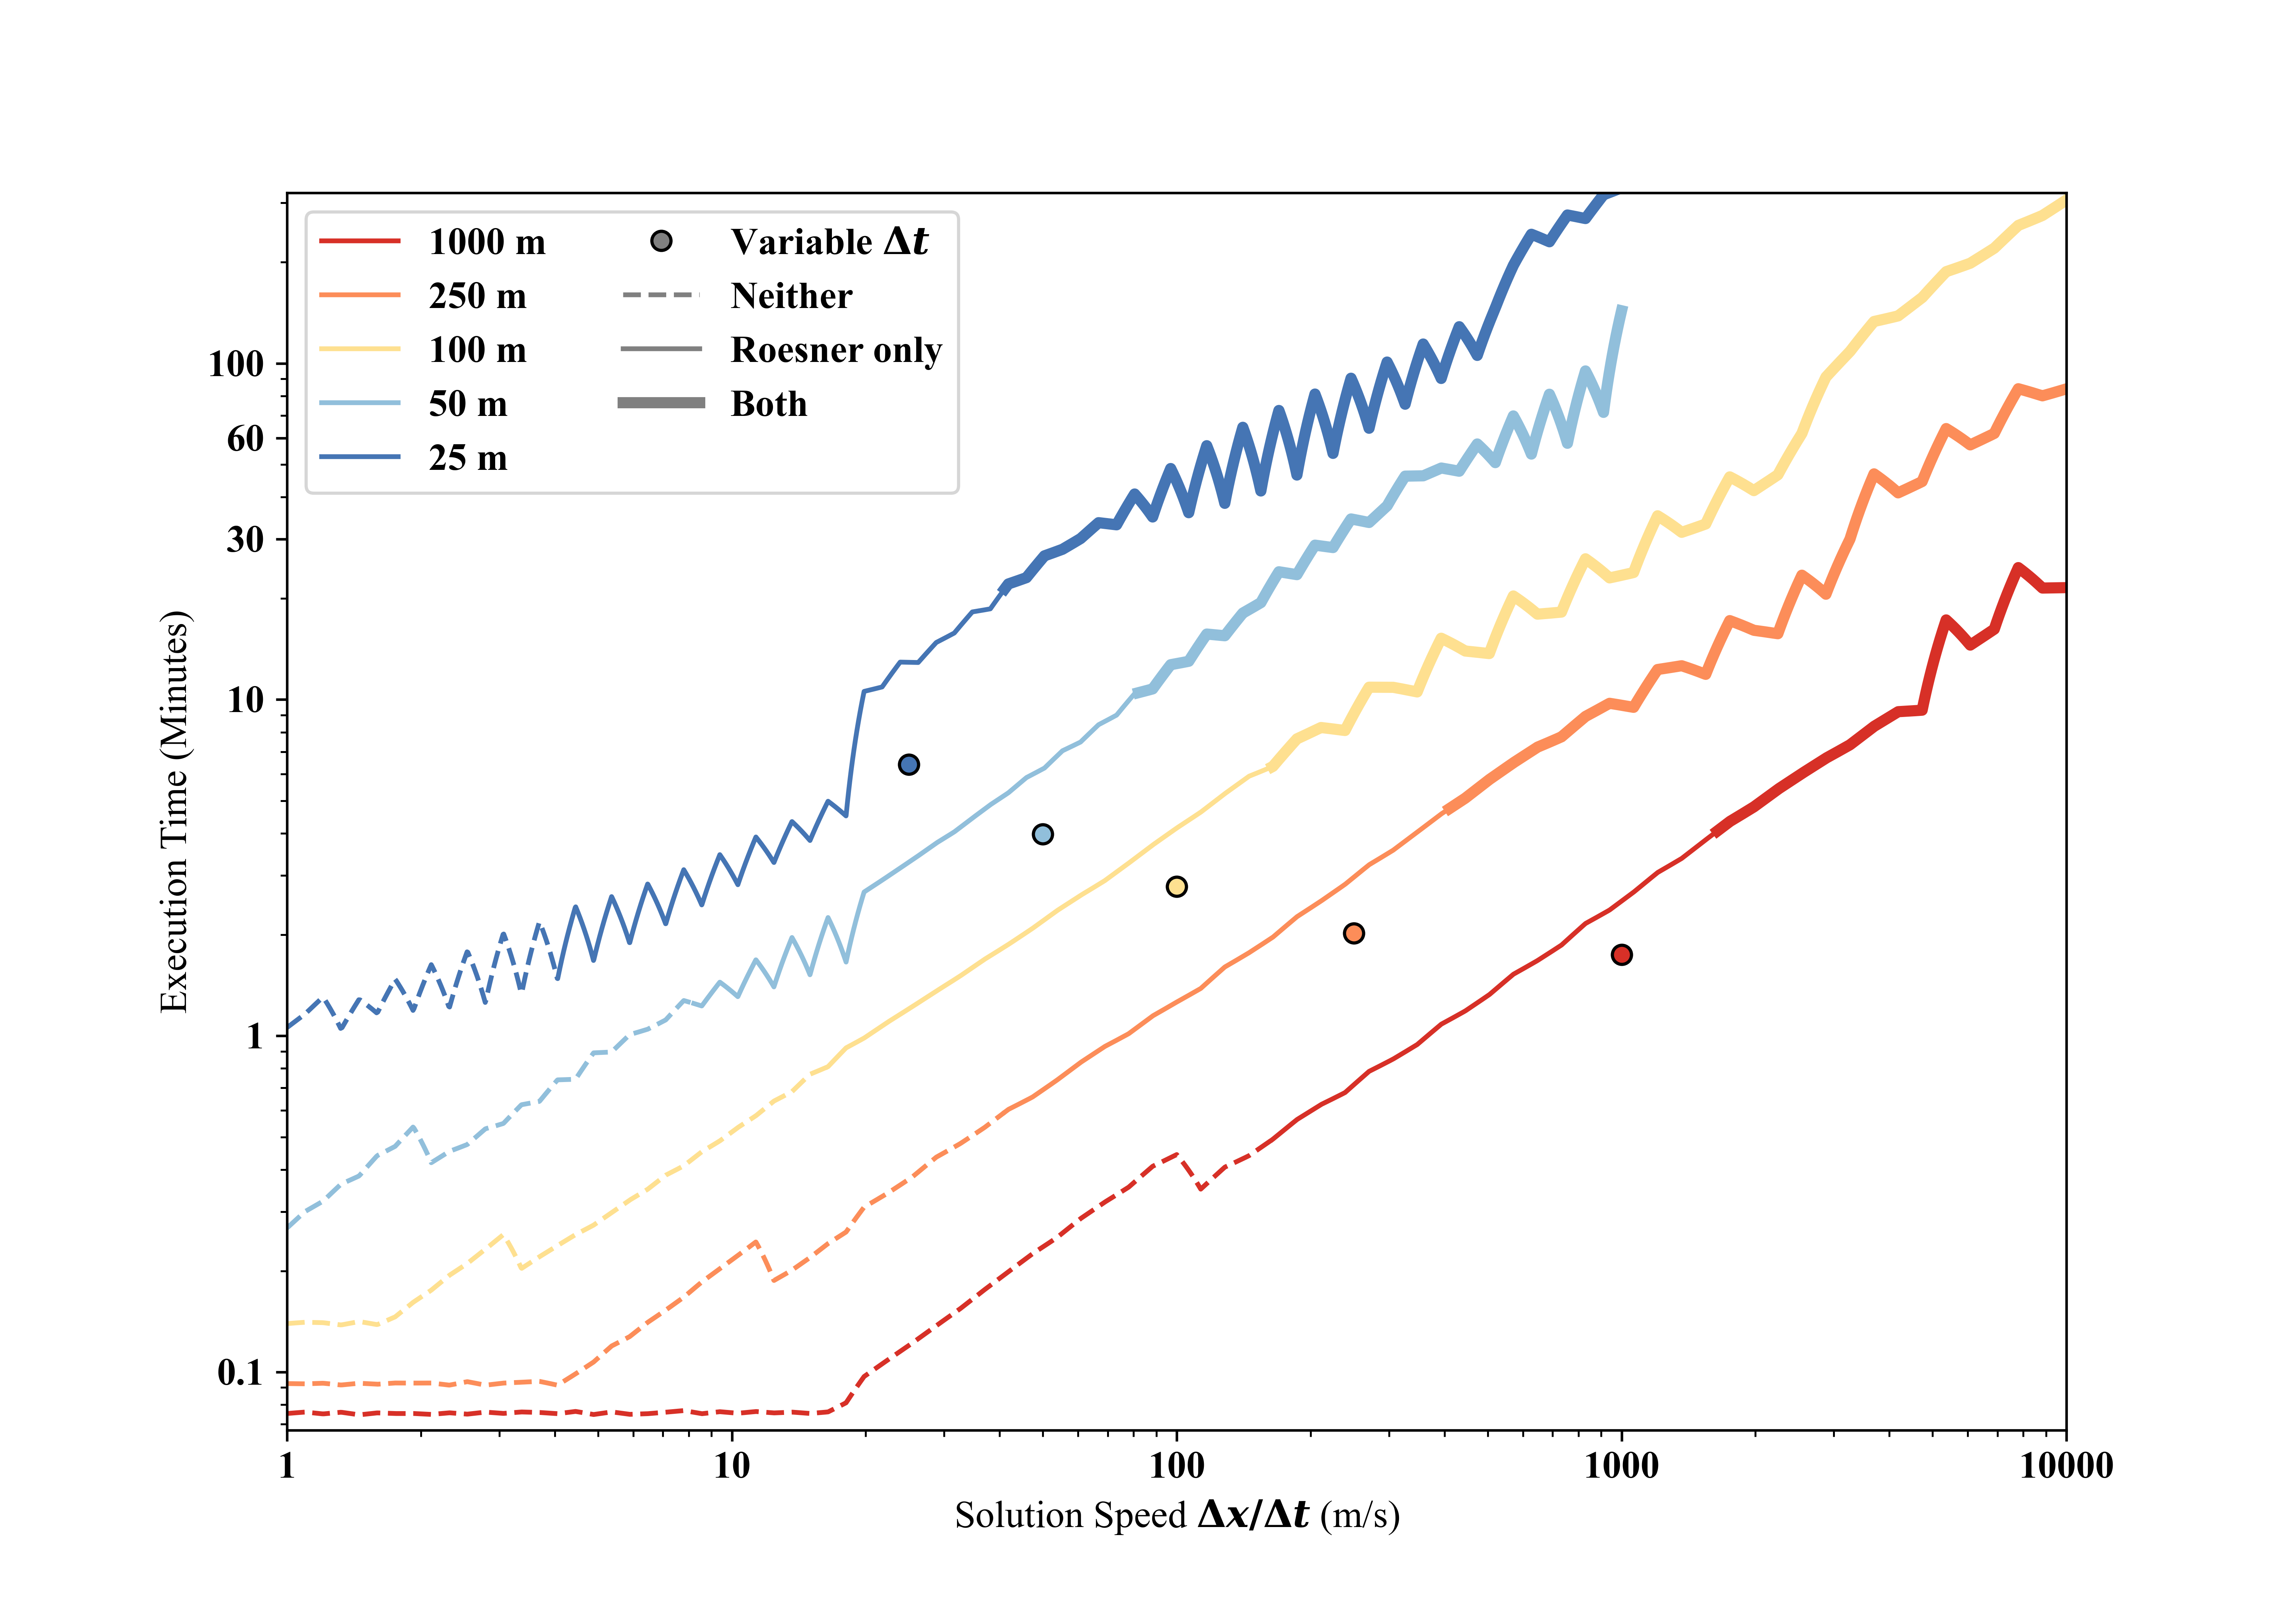 1000 m
250 m
100 m
50 m
25 m
Variable Δt
Neither
Roesner only
Both
100
60
30
10
1
0.1
Execution Time (Minutes)
1 10 100 1000 10000
Solution Speed Δx/Δt (m/s)